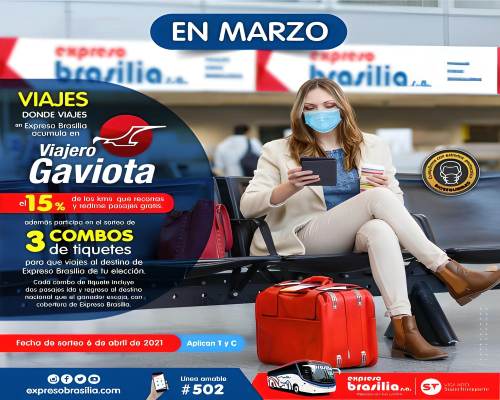 EN MARZO
expreso
brasilia s.a.
expreso
brasilia s.a.
VIAJES
DONDE VIAJES
en Expreso Brasilia
acumula en
Viajero
Gaviota
el 15% de los kms. que recorras
y redime pasajes gratis.
además participa en el sorteo de
3 COMBOS
de tiquetes
para que viajes al destino de
Expreso Brasilia de tu elección.
Cada combo de tiquete incluye
dos pasajes ida y regreso al destino
nacional que el ganador escoja, con
cobertura de Expreso Brasilia.
Fecha de sorteo 6 de abril de 2021
Aplican T y C
expresobrasilia.com
Línea amable
#502
expreso
brasilia s.a.
ST
VIGILADO
SuperTransporte